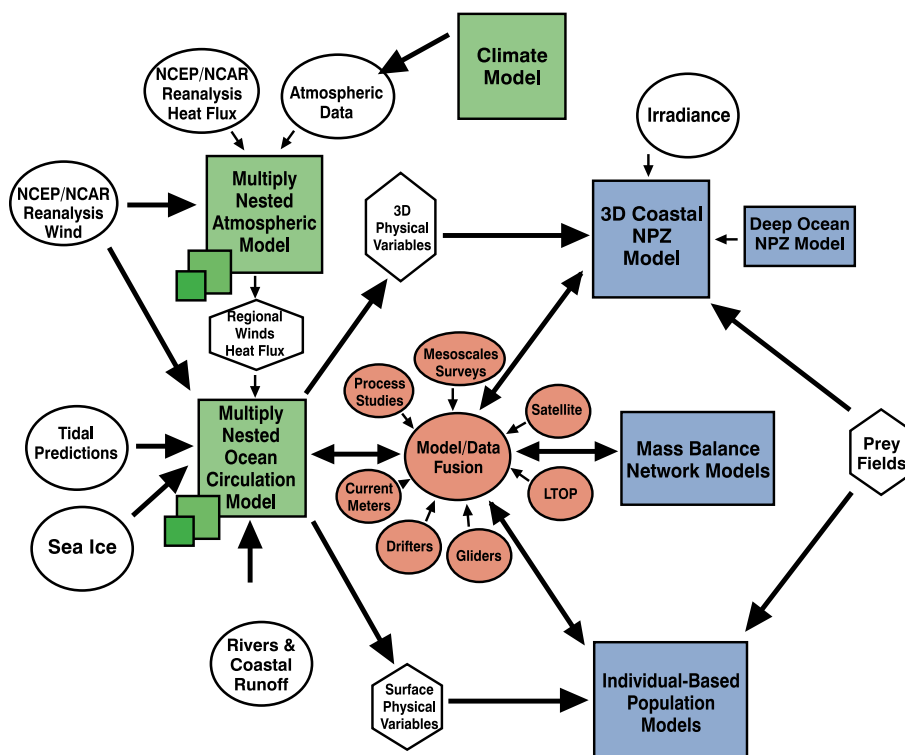 Climate
Model
NCEP/NCAR
Reanalysis
Heat Flux
Atmospheric
Data
Irradiance
NCEP/NCAR
Reanalysis
Wind
Multiply
Nested
Atmospheric
Model
3D
Physical
Variables
3D Coastal
NPZ
Model
Deep Ocean
NPZ Model
Regional
Winds
Heat Flux
Mesoscales
Surveys
Process
Studies
Satellite
Tidal
Predictions
Multiply
Nested
Ocean
Circulation
Model
Model/Data
Fusion
Mass Balance
Network Models
Prey
Fields
Current
Meters
LTOP
Sea Ice
Drifters
Gliders
Rivers &
Coastal
Runoff
Surface
Physical
Variables
Individual-Based
Population
Models